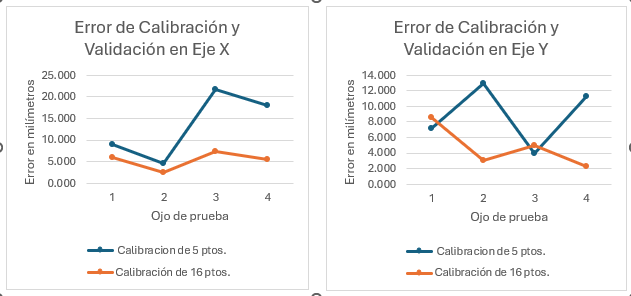 Error de Calibración y
Validación en Eje X
Error en milímetros
25.000
20.000
15.000
10.000
5.000
0.000
1 2 3 4
Ojo de prueba
Calibracion de 5 ptos.
Calibración de 16 ptos.
Error de Calibración y
Validación en Eje Y
Error en milímetros
14.000
12.000
10.000
8.000
6.000
4.000
2.000
0.000
1 2 3 4
Ojo de prueba
Calibracion de 5 ptos.
Calibración de 16 ptos.